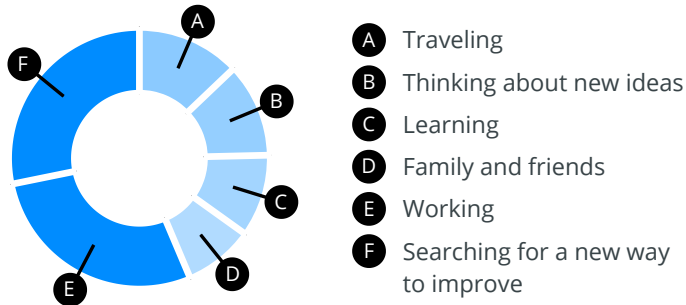 A
B
C
D
E
F
A Traveling
B Thinking about new ideas
C Learning
D Family and friends
E Working
F Searching for a new way
to improve